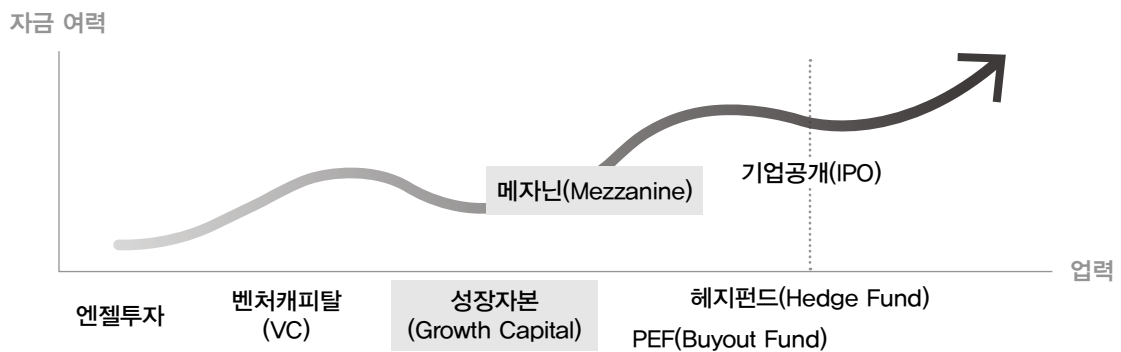 자금 여력
메자닌(Mezzanine)
기업공개(IPO)
업력
엔젤투자
벤처캐피탈
(VC)
성장자본
(Growth Capital)
헤지펀드(Hedge Fund)
PEF(Buyout Fund)